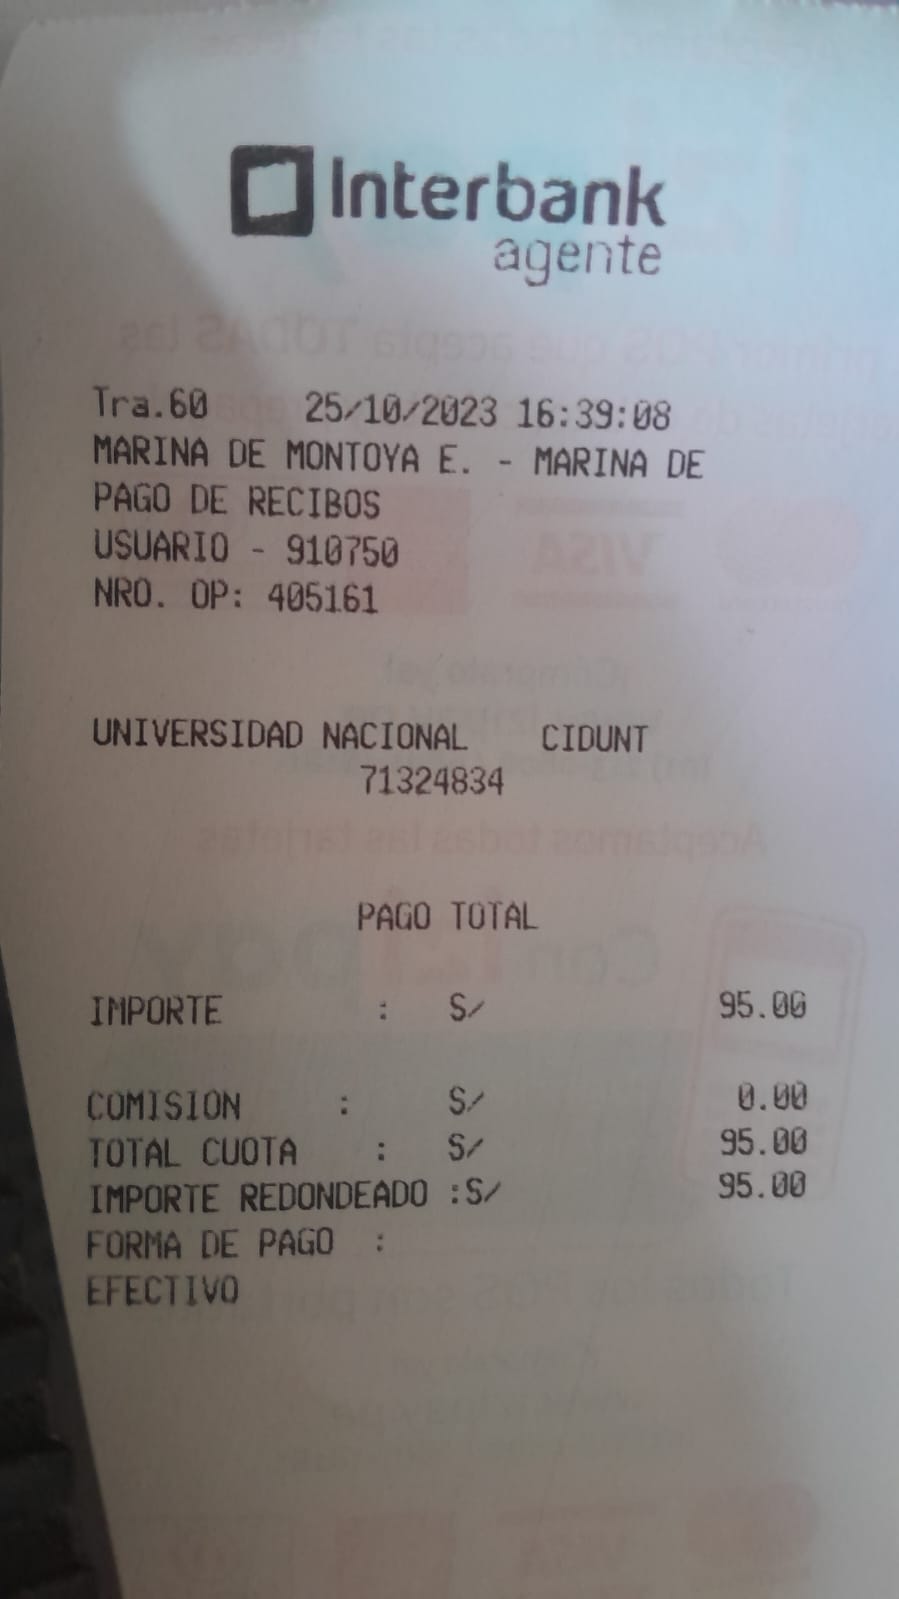 Interbank
agente
Tra.60 25/10/2023 16:39:08
MARINA DE MONTOYA E. - MARINA DE
PAGO DE RECIBOS
USUARIO - 910750
NRO. OP: 405161
UNIVERSIDAD NACIONAL CIDUNT
71324834
PAGO TOTAL
IMPORTE : S/ 95.00
COMISION : S/ 0.00
TOTAL CUOTA : S/ 95.00
IMPORTE REDONDEADO :S/ 95.00
FORMA DE PAGO :
EFECTIVO